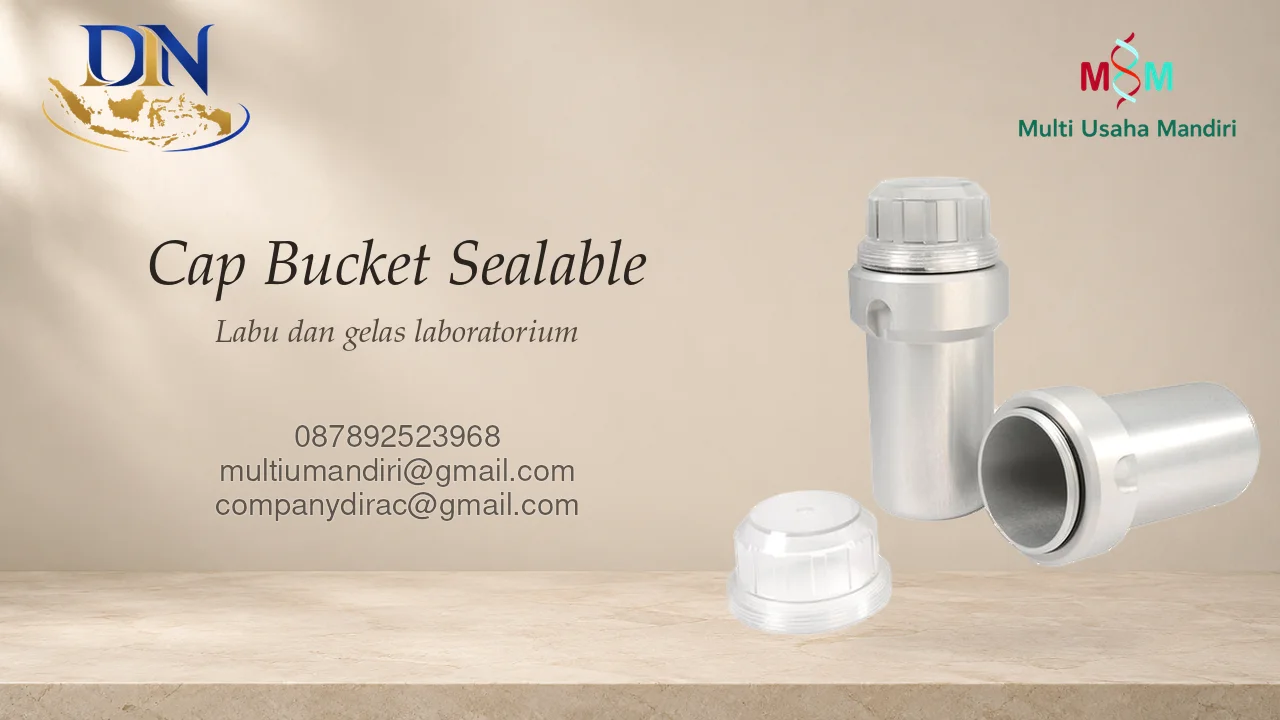 DN
M M
Multi Usaha Mandiri
Cap Bucket Sealable
Labu dan gelas laboratorium
087892523968
multiumandiri@gmail.com
companydirac@gmail.com